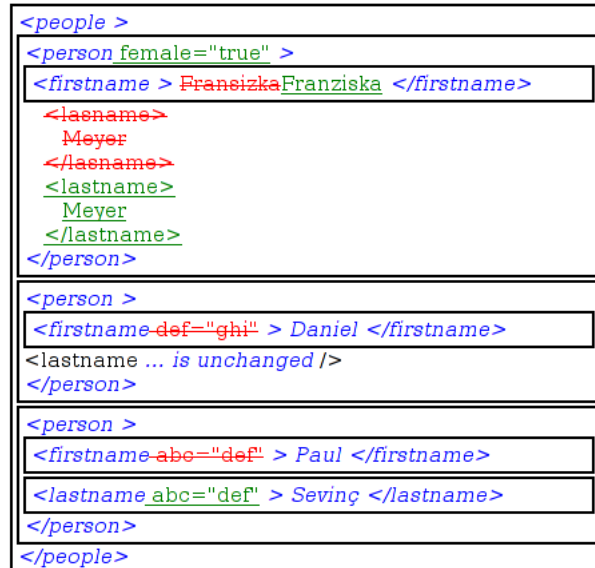 <people >
<person female="true" >
<firstname > FransizkaFranziska </firstname>
<lasname>
Meyer
</lasname>
<lastname>
Meyer
</lastname>
</person>
<person >
<firstname def="ghi" > Daniel </firstname>
<lastname ... is unchanged />
</person>
<person >
<firstname abc="def" > Paul </firstname>
<lastname abc="def" > Sevinç </lastname>
</person>
</people>